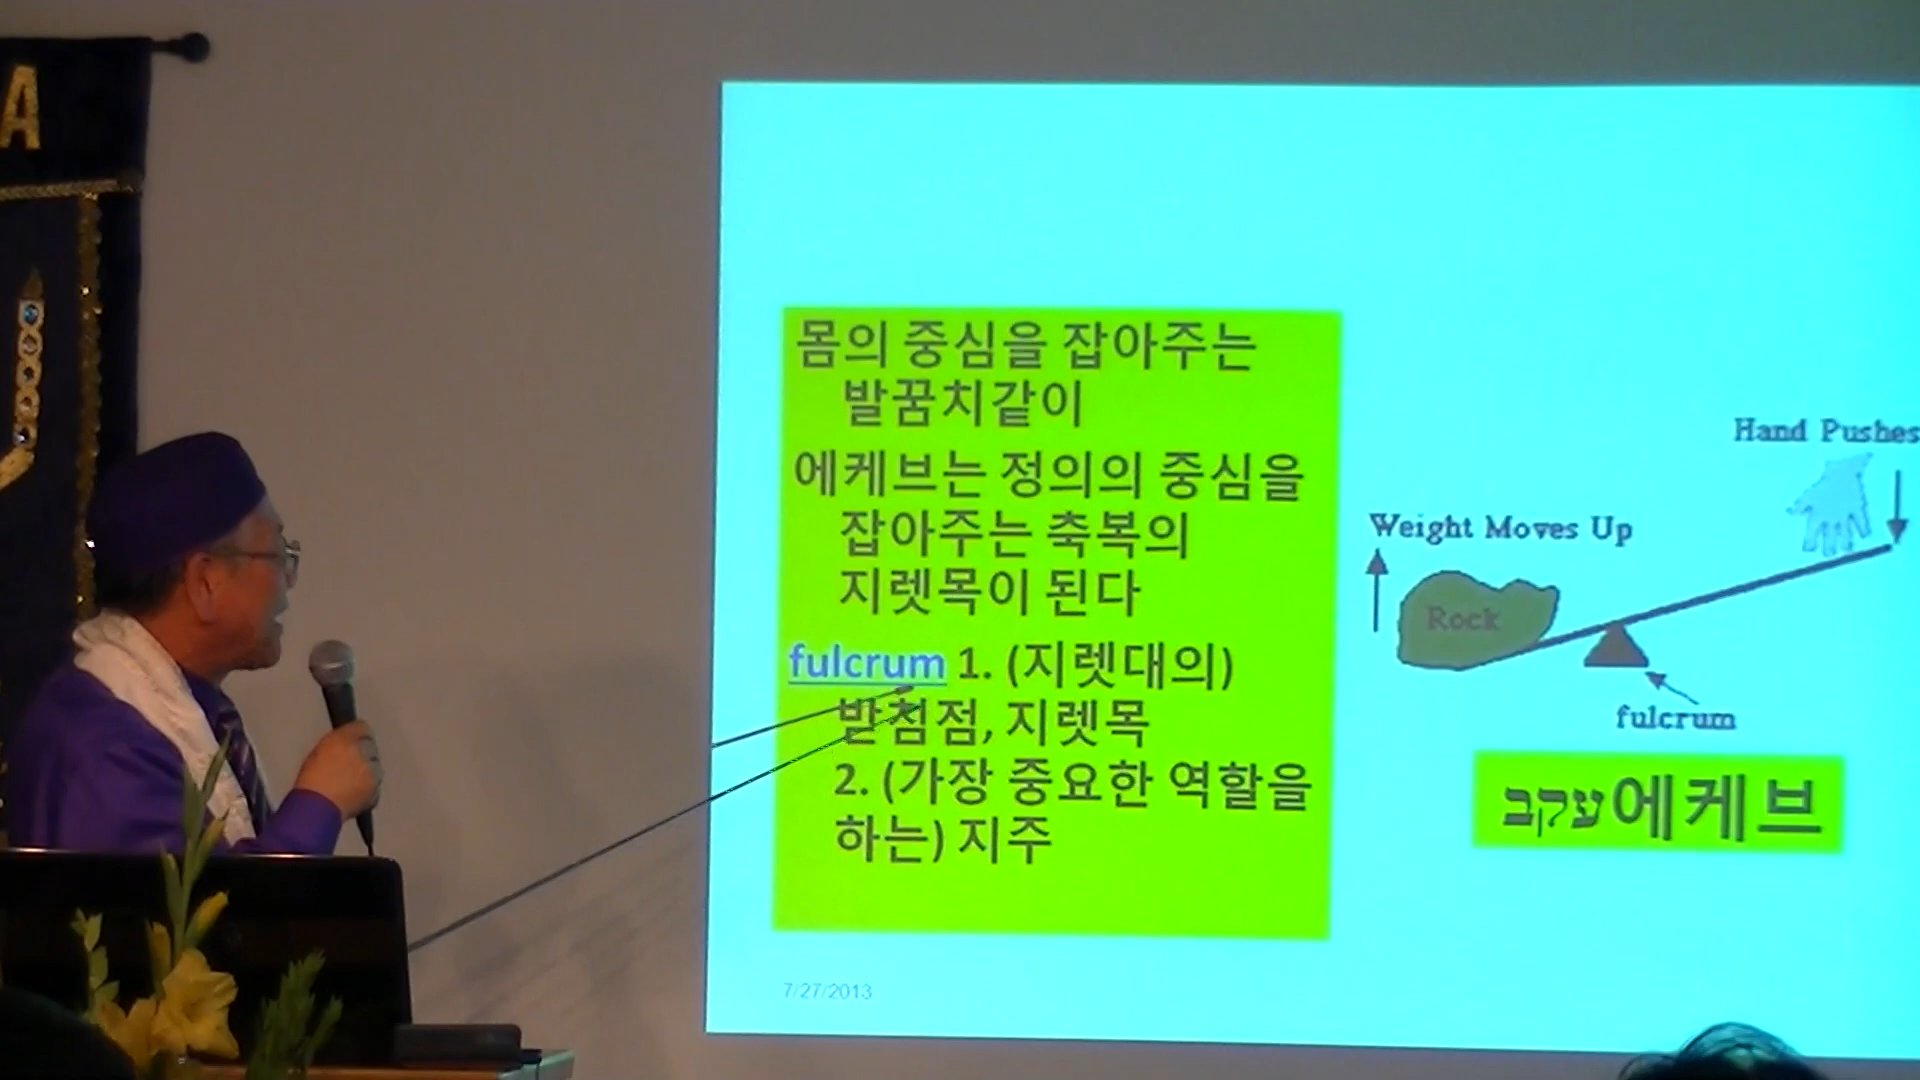 A
몸의 중심을 잡아주는
발꿈치같이
에케브는 정의의 중심을
잡아주는 축복의
지렛목이 된다
fulcrum 1. (지렛대의)
받침점, 지렛목
2. (가장 중요한 역할을
하는) 지주
Hand Pushes
Weight Moves Up
Rock
fulcrum
עקב에케브
7/27/2013